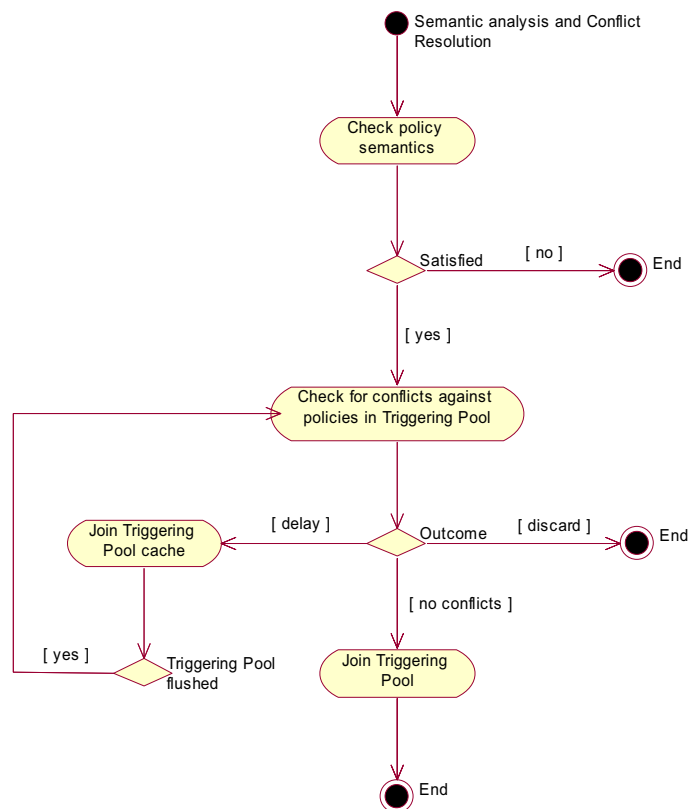 Semantic analysis and Conflict
Resolution
Check policy
semantics
Satisfied
[ no ]
End
[ yes ]
Check for conflicts against
policies in Triggering Pool
[ delay ]
Outcome
[ discard ]
End
Join Triggering
Pool cache
[ no conflicts ]
[ yes ]
Triggering Pool
flushed
Join Triggering
Pool
End